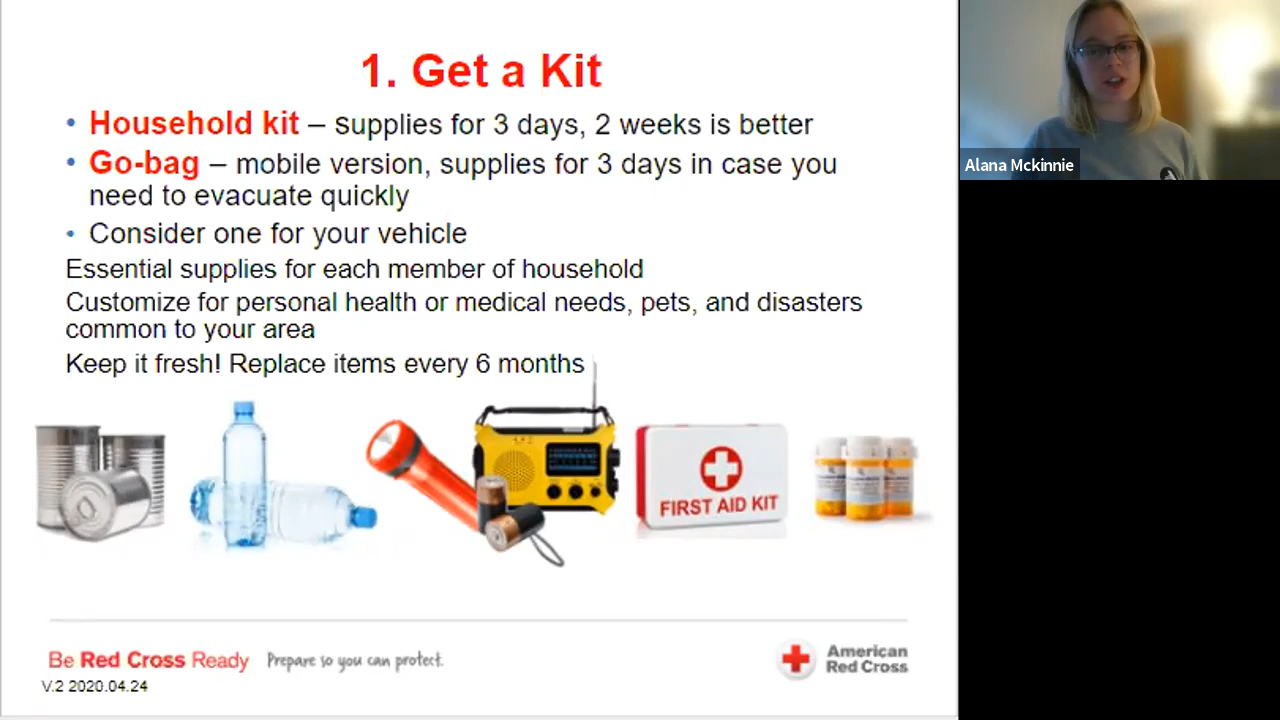 1. Get a Kit
• Household kit – supplies for 3 days, 2 weeks is better
• Go-bag – mobile version, supplies for 3 days in case you
need to evacuate quickly
• Consider one for your vehicle
Essential supplies for each member of household
Customize for personal health or medical needs, pets, and disasters
common to your area
Keep it fresh! Replace items every 6 months
FIRST AID KIT
Be Red Cross Ready
Prepare so you can protect.
American
Red Cross
V.2 2020.04.24
Alana Mckinnie